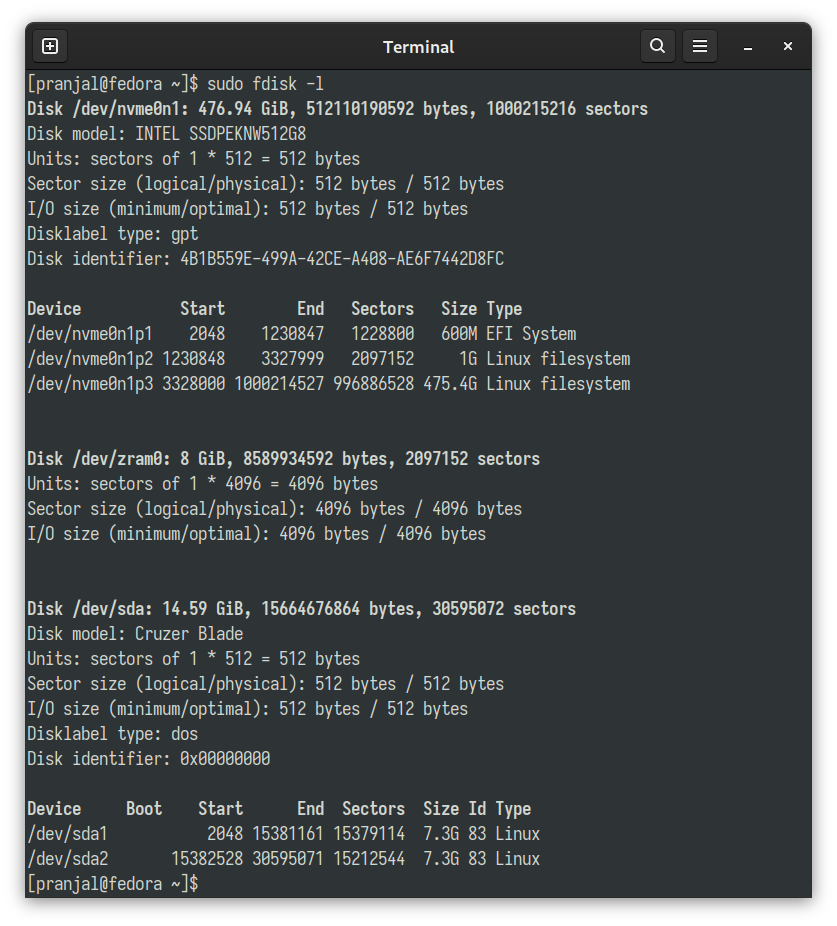 Terminal
[pranjal@fedora ~]$ sudo fdisk -l
Disk /dev/nvme0n1: 476.94 GiB, 512110190592 bytes, 1000215216 sectors
Disk model: INTEL SSDPEKNW512G8
Units: sectors of 1 * 512 = 512 bytes
Sector size (logical/physical): 512 bytes / 512 bytes
I/O size (minimum/optimal): 512 bytes / 512 bytes
Disklabel type: gpt
Disk identifier: 4B1B559E-499A-42CE-A408-AE6F7442D8FC

Device           Start        End   Sectors   Size Type
/dev/nvme0n1p1    2048    1230847   1228800   600M EFI System
/dev/nvme0n1p2 1230848    3327999   2097152     1G Linux filesystem
/dev/nvme0n1p3 3328000 1000214527 996886528 475.4G Linux filesystem


Disk /dev/zram0: 8 GiB, 8589934592 bytes, 2097152 sectors
Units: sectors of 1 * 4096 = 4096 bytes
Sector size (logical/physical): 4096 bytes / 4096 bytes
I/O size (minimum/optimal): 4096 bytes / 4096 bytes


Disk /dev/sda: 14.59 GiB, 15664676864 bytes, 30595072 sectors
Disk model: Cruzer Blade
Units: sectors of 1 * 512 = 512 bytes
Sector size (logical/physical): 512 bytes / 512 bytes
I/O size (minimum/optimal): 512 bytes / 512 bytes
Disklabel type: dos
Disk identifier: 0x00000000

Device     Boot    Start      End  Sectors  Size Id Type
/dev/sda1           2048 15381161 15379114  7.3G 83 Linux
/dev/sda2       15382528 30595071 15212544  7.3G 83 Linux
[pranjal@fedora ~]$